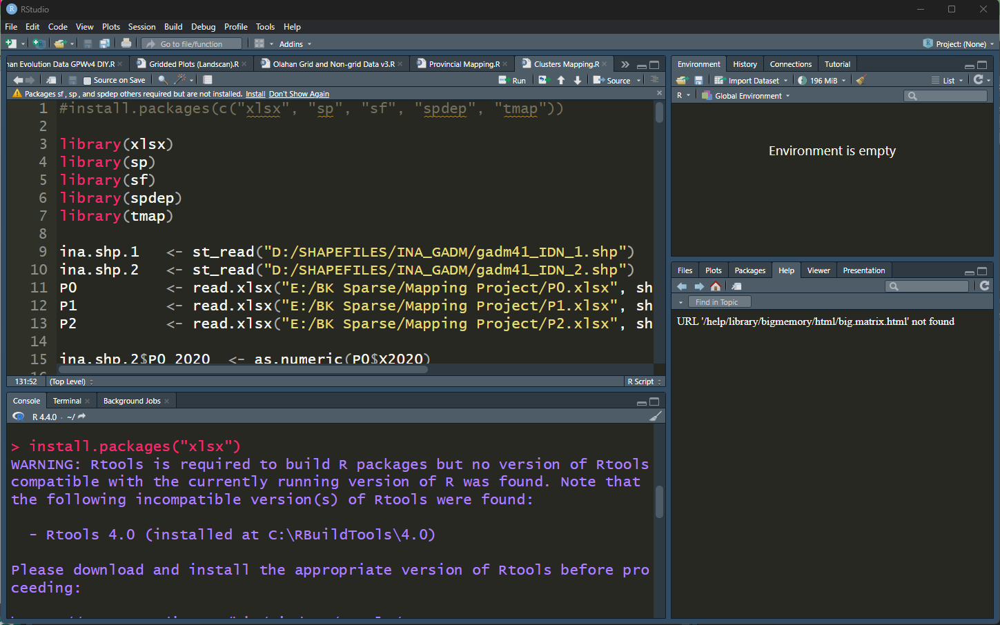 RStudio
File Edit Code View Plots Session Build Debug Profile Tools Help
Go to file/function Addins Project: (None)
nan Evolution Data GPWv4 DIY.R Gridded Plots (Landscan).R Olahan Grid and Non-grid Data v3.R Provincial Mapping.R Clusters Mapping.R
Source on Save Run Source
Packages sf, sp, and spdep others required but are not installed. Install Don't Show Again
1 #install.packages(c("xlsx", "sp", "sf", "spdep", "tmap"))
2
3 library(xlsx)
4 library(sp)
5 library(sf)
6 library(spdep)
7 library(tmap)
8
9 ina.shp.1 <- st_read("D:/SHAPEFILES/INA_GADM/gadm41_IDN_1.shp")
10 ina.shp.2 <- st_read("D:/SHAPEFILES/INA_GADM/gadm41_IDN_2.shp")
11 P0 <- read.xlsx("E:/BK Sparse/Mapping Project/P0.xlsx", sh
12 P1 <- read.xlsx("E:/BK Sparse/Mapping Project/P1.xlsx", sh
13 P2 <- read.xlsx("E:/BK Sparse/Mapping Project/P2.xlsx", sh
14
15 ina.shp.2$P0_2020 <- as.numeric(P0$X2020)
131:52 (Top Level) R Script
Console Terminal Background Jobs
R 4.4.0 · ~/
> install.packages("xlsx")
WARNING: Rtools is required to build R packages but no version of Rtools
compatible with the currently running version of R was found. Note that
the following incompatible version(s) of Rtools were found:
- Rtools 4.0 (installed at C:\RBuildTools\4.0)
Please download and install the appropriate version of Rtools before pro
ceeding:
Environment History Connections Tutorial
Import Dataset 196 MiB List
R Global Environment
Environment is empty
Files Plots Packages Help Viewer Presentation
Find in Topic
URL '/help/library/bigmemory/html/big.matrix.html' not found